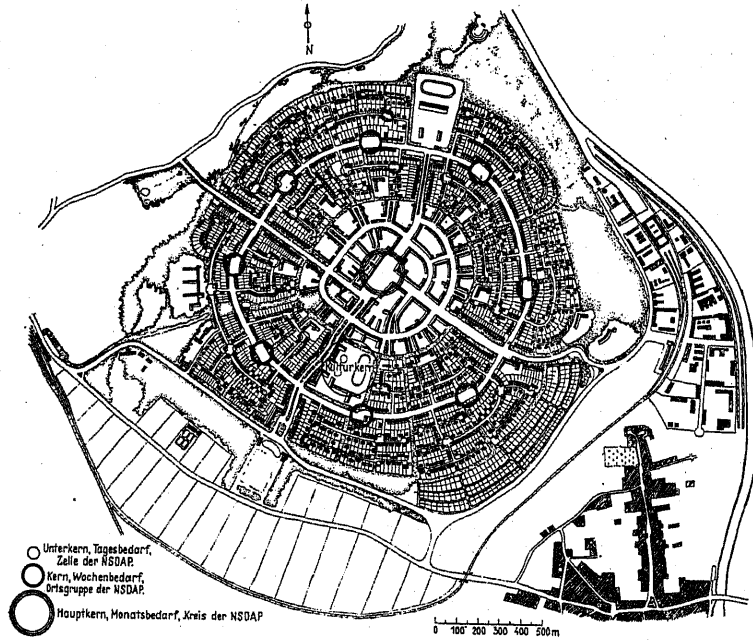 N
Kulturkern
Unterkern, Tagesbedarf,
Zelle der NSDAP.
Kern, Wochenbedarf,
Ortsgruppe der NSDAP.
Hauptkern, Monatsbedarf, Kreis der NSDAP
0 100 200 300 400 500m